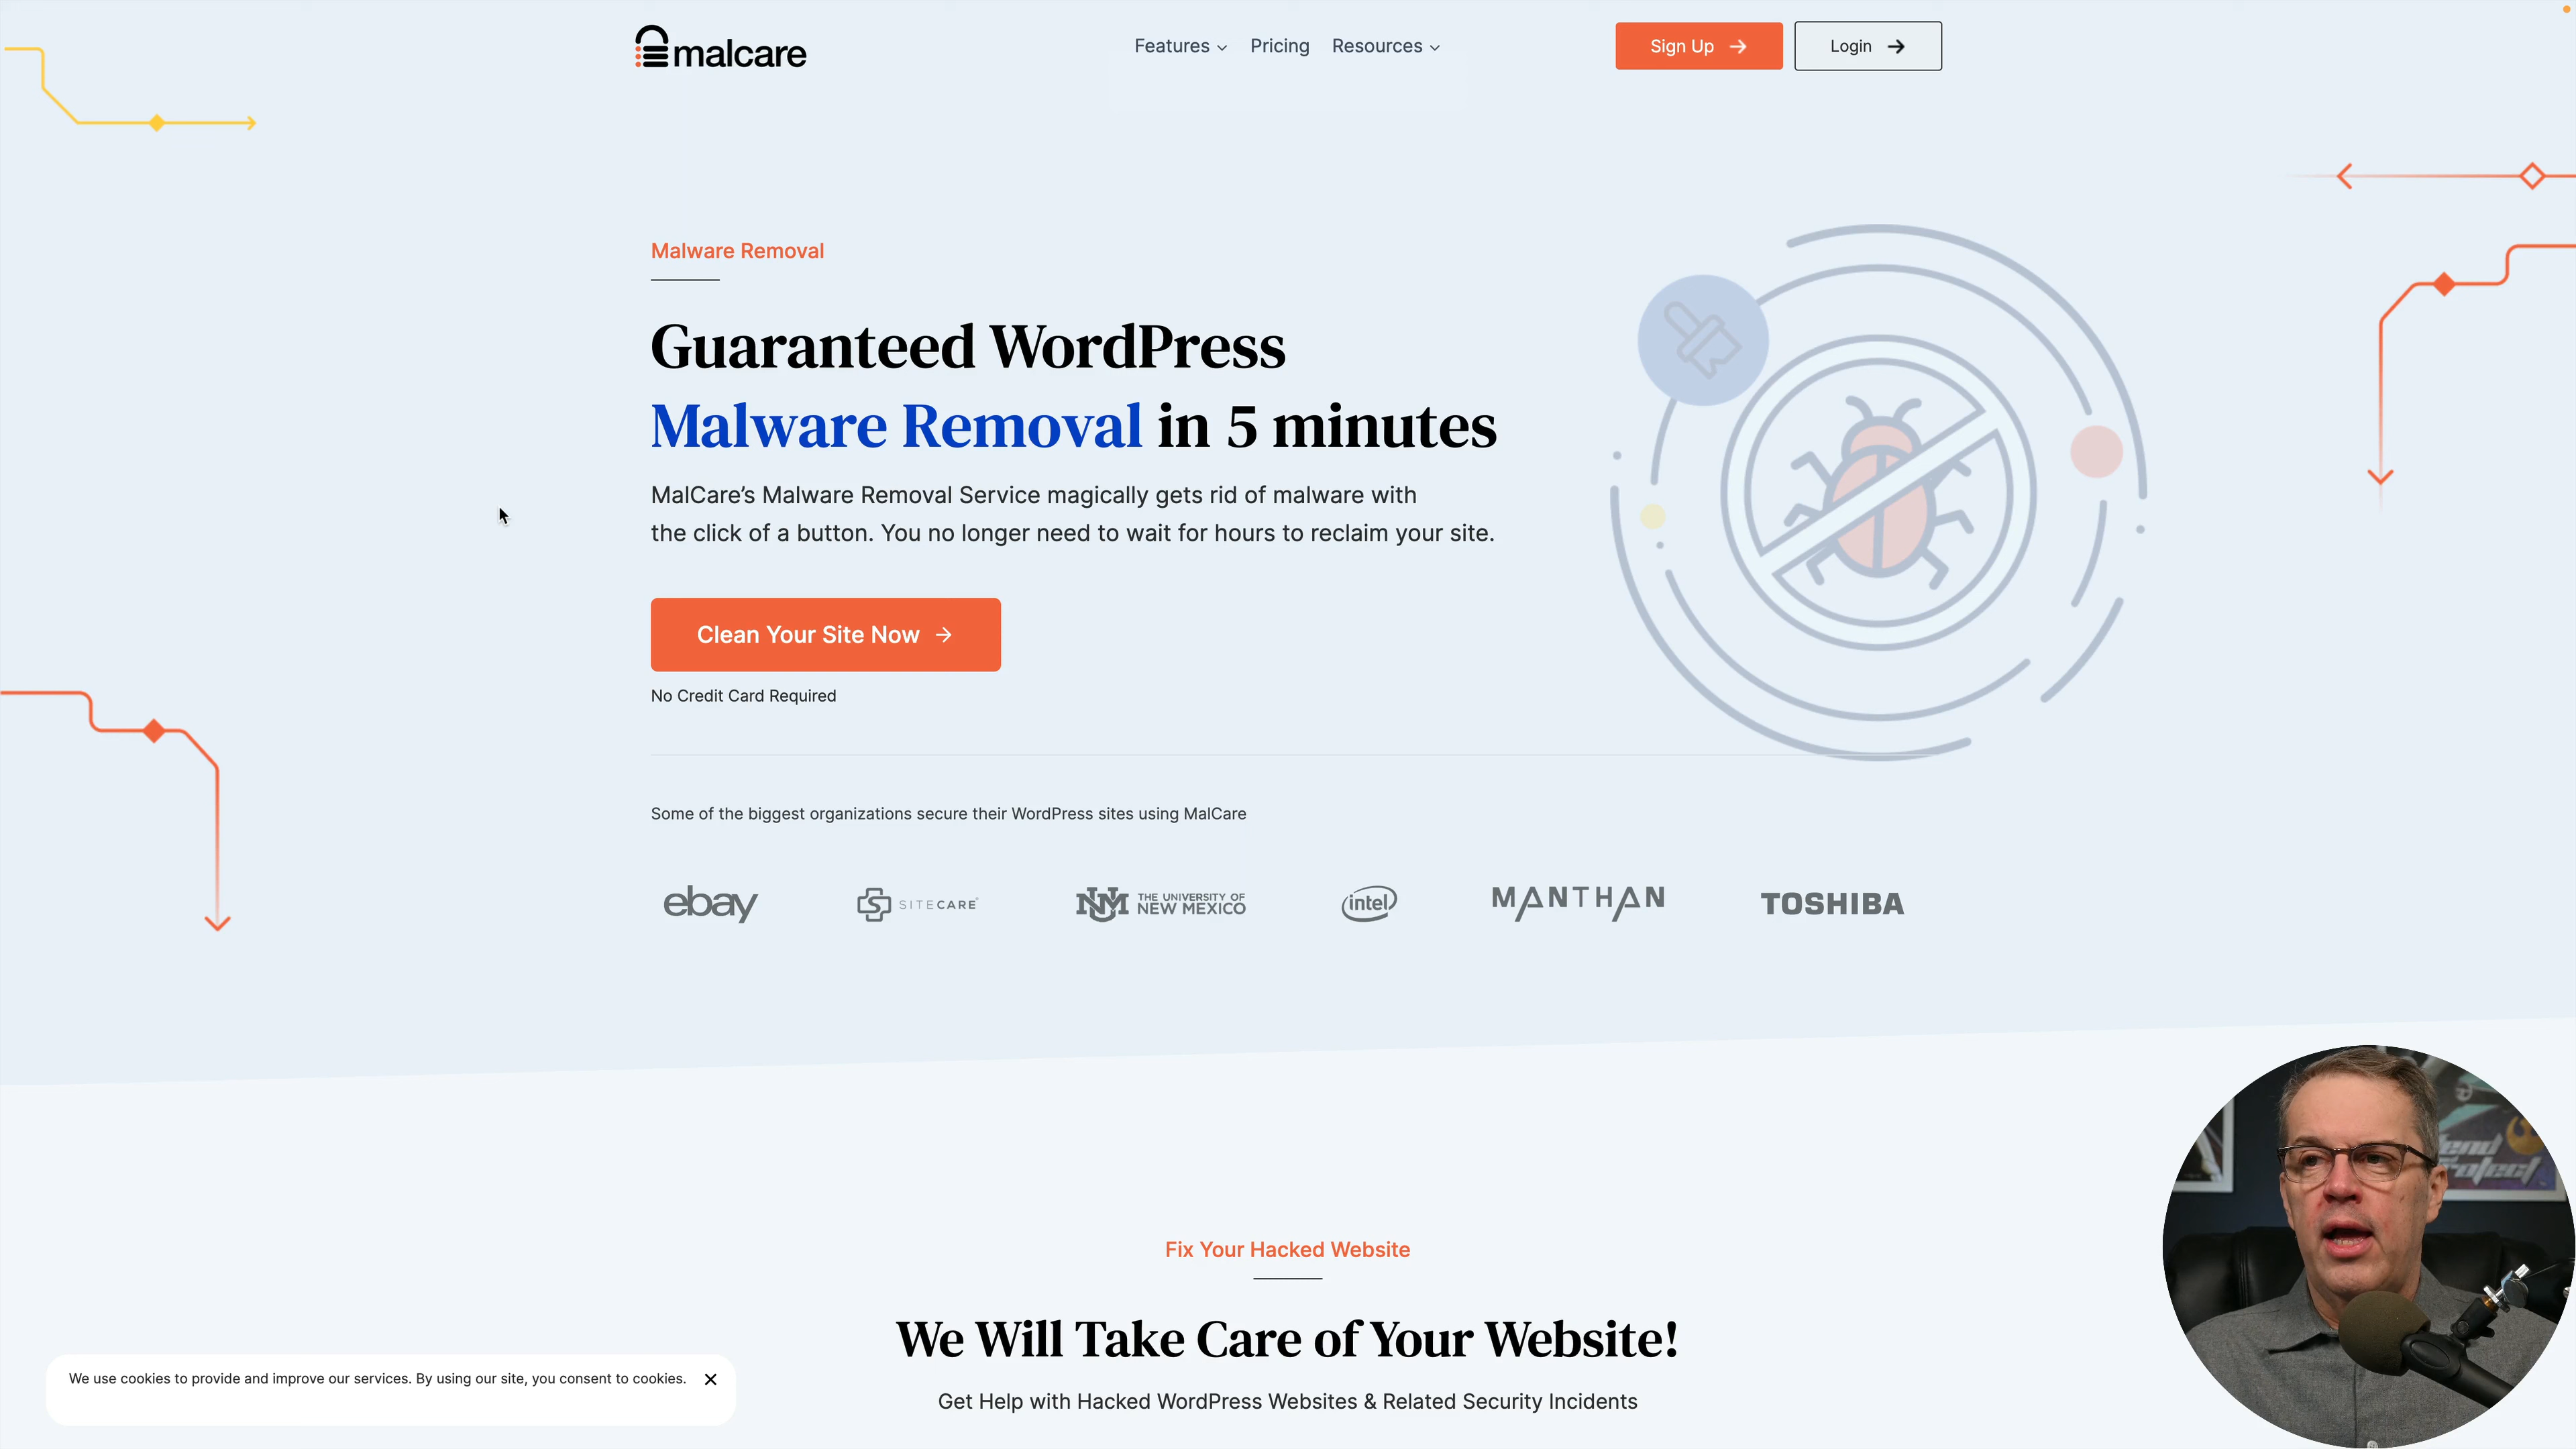 malcare
Features
Pricing
Resources
Sign Up
Login
Malware Removal
Guaranteed WordPress
Malware Removal in 5 minutes
MalCare’s Malware Removal Service magically gets rid of malware with
the click of a button. You no longer need to wait for hours to reclaim your site.
Clean Your Site Now
No Credit Card Required
Some of the biggest organizations secure their WordPress sites using MalCare
ebay
SITECARE
NM THE UNIVERSITY OF
NEW MEXICO
intel
MANTHAN
TOSHIBA
Fix Your Hacked Website
We Will Take Care of Your Website!
Get Help with Hacked WordPress Websites & Related Security Incidents
We use cookies to provide and improve our services. By using our site, you consent to cookies.